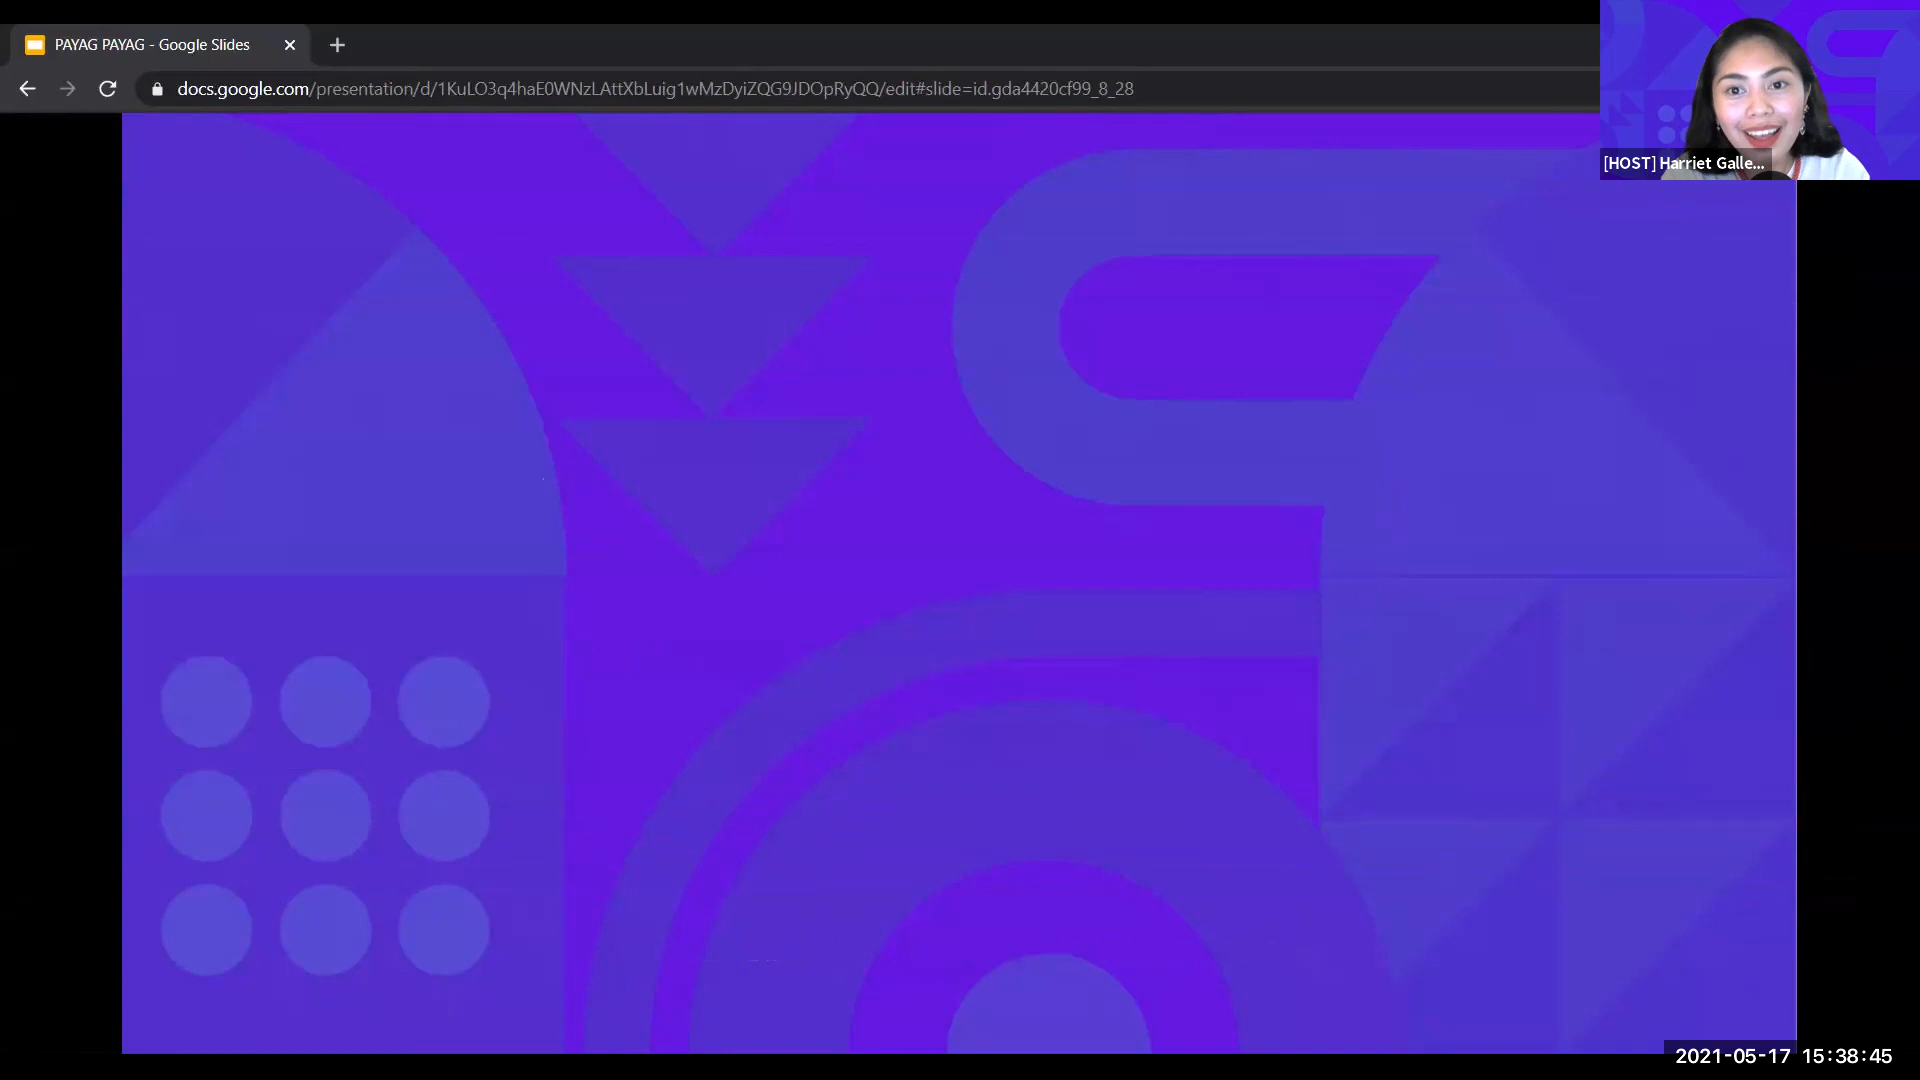 PAYAG PAYAG - Google Slides
docs.google.com/presentation/d/1KuLO3q4haE0WNzLAttXbLuig1wMzDyiZQG9JDOpRyQQ/edit#slide=id.gda4420cf99_8_28
[HOST] Harriet Galle...
2021-05-17 15:38:45